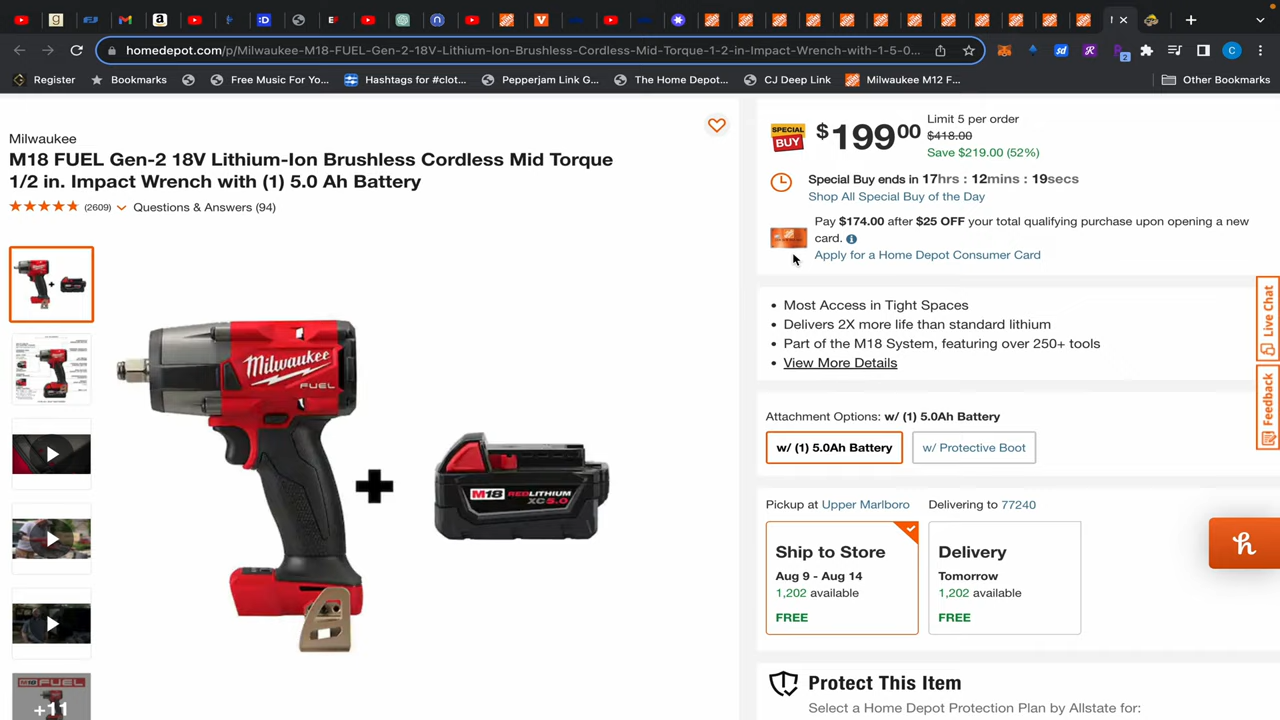 homedepot.com/p/Milwaukee-M18-FUEL-Gen-2-18V-Lithium-Ion-Brushless-Cordless-Mid-Torque-1-2-in-Impact-Wrench-with-1-5-0...
C
2
Register
Bookmarks
Free Music For Yo...
Hashtags for #clot...
Pepperjam Link G...
The Home Depot...
CJ Deep Link
Milwaukee M12 F...
Other Bookmarks
Milwaukee
M18 FUEL Gen-2 18V Lithium-Ion Brushless Cordless Mid Torque
1/2 in. Impact Wrench with (1) 5.0 Ah Battery
(2609)
Questions & Answers (94)
Milwaukee
FUEL
M18 REDLITHIUM
XC5.0
M18 FUEL
+11
SPECIAL
BUY
$199.00
Limit 5 per order
$418.00
Save $219.00 (52%)
Special Buy ends in 17hrs : 12mins : 19secs
Shop All Special Buy of the Day
Pay $174.00 after $25 OFF your total qualifying purchase upon opening a new
card.
Apply for a Home Depot Consumer Card
• Most Access in Tight Spaces
• Delivers 2X more life than standard lithium
• Part of the M18 System, featuring over 250+ tools
• View More Details
Attachment Options: w/ (1) 5.0Ah Battery
w/ (1) 5.0Ah Battery
w/ Protective Boot
Pickup at Upper Marlboro
Delivering to 77240
Ship to Store
Aug 9 - Aug 14
1,202 available
FREE
Delivery
Tomorrow
1,202 available
FREE
Protect This Item
Select a Home Depot Protection Plan by Allstate for:
Live Chat
Feedback
h